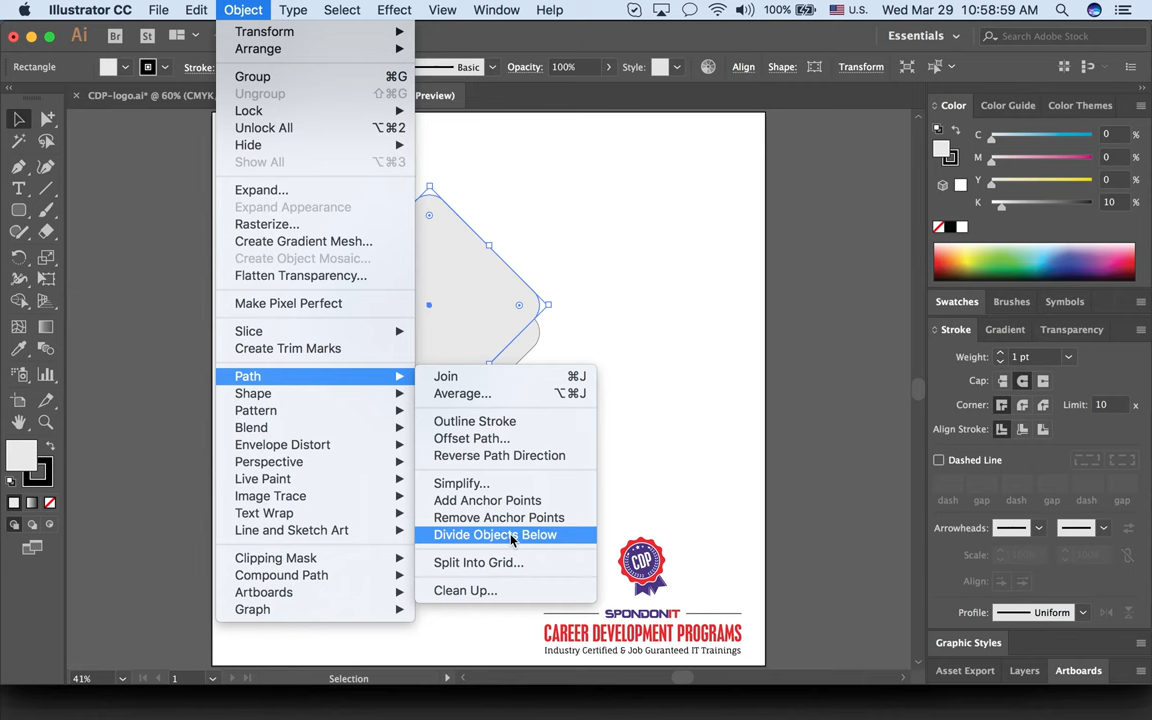 Illustrator CC File Edit Object Type Select Effect View Window Help 100% U.S. Wed Mar 29 10:58:59 AM
Ai Br St Essentials Search Adobe Stock
Rectangle Stroke: Basic Opacity: 100% Style: Align Shape: Transform
CDP-logo.ai* @ 60% (CMYK Preview)
Transform
Arrange
Group ⌘G
Ungroup ⇧⌘G
Lock
Unlock All ⌥⌘2
Hide
Show All ⌥⌘3
Expand...
Expand Appearance
Rasterize...
Create Gradient Mesh...
Create Object Mosaic...
Flatten Transparency...
Make Pixel Perfect
Slice
Create Trim Marks
Path
Shape
Pattern
Blend
Envelope Distort
Perspective
Live Paint
Image Trace
Text Wrap
Line and Sketch Art
Clipping Mask
Compound Path
Artboards
Graph
Join ⌘J
Average... ⌥⌘J
Outline Stroke
Offset Path...
Reverse Path Direction
Simplify...
Add Anchor Points
Remove Anchor Points
Divide Objects Below
Split Into Grid...
Clean Up...
CDP
SPONDONIT
CAREER DEVELOPMENT PROGRAMS
Industry Certified & Job Guranteed IT Trainings
Color Color Guide Color Themes
C 0 %
M 0 %
Y 0 %
K 10 %
Swatches Brushes Symbols
Stroke Gradient Transparency
Weight: 1 pt
Cap:
Corner: Limit: 10 x
Align Stroke:
Dashed Line
dash gap dash gap dash gap
Arrowheads:
Scale: 100% 100%
Align:
Profile: Uniform
Graphic Styles
Asset Export Layers Artboards
41% 1 Selection